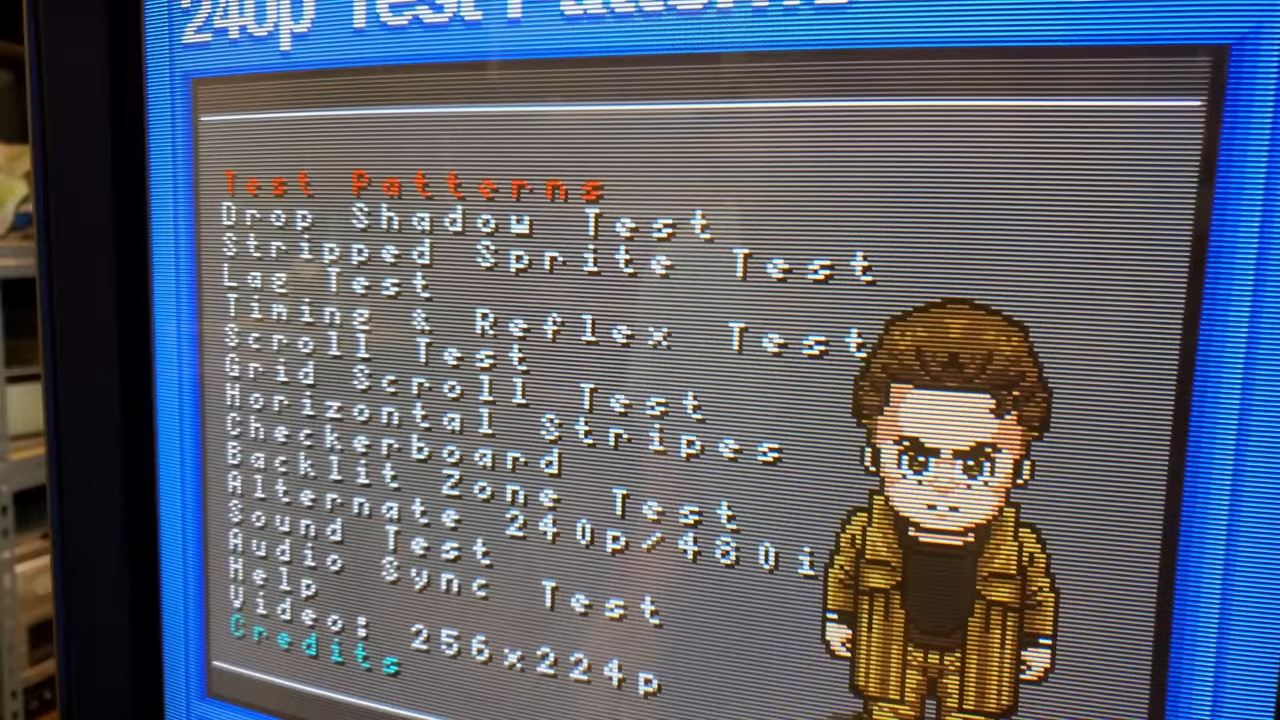 240p Test Patterns
Test Patterns
Drop Shadow Test
Stripped Sprite Test
Lag Test
Timing & Reflex Test
Scroll Test
Grid Scroll Test
Horizontal Stripes
Checkerboard
Backlit Zone Test
Alternate 240p/480i
Sound Test
Audio Sync Test
Help
Video: 256x224p
Credits